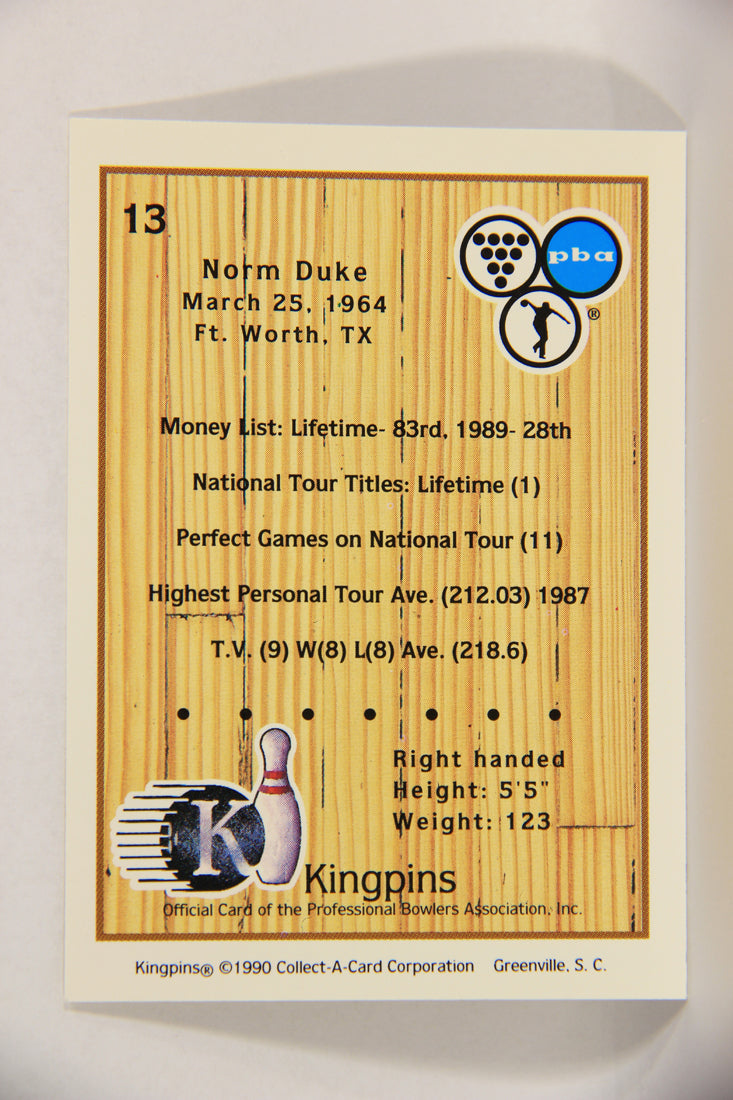 13
pba
®
Norm Duke
March 25, 1964
Ft. Worth, TX
Money List: Lifetime- 83rd, 1989- 28th
National Tour Titles: Lifetime (1)
Perfect Games on National Tour (11)
Highest Personal Tour Ave. (212.03) 1987
T.V. (9) W(8) L(8) Ave. (218.6)
Right handed
Height: 5'5"
Weight: 123
K
Kingpins
Official Card of the Professional Bowlers Association, Inc.
Kingpins® ©1990 Collect-A-Card Corporation Greenville, S. C.